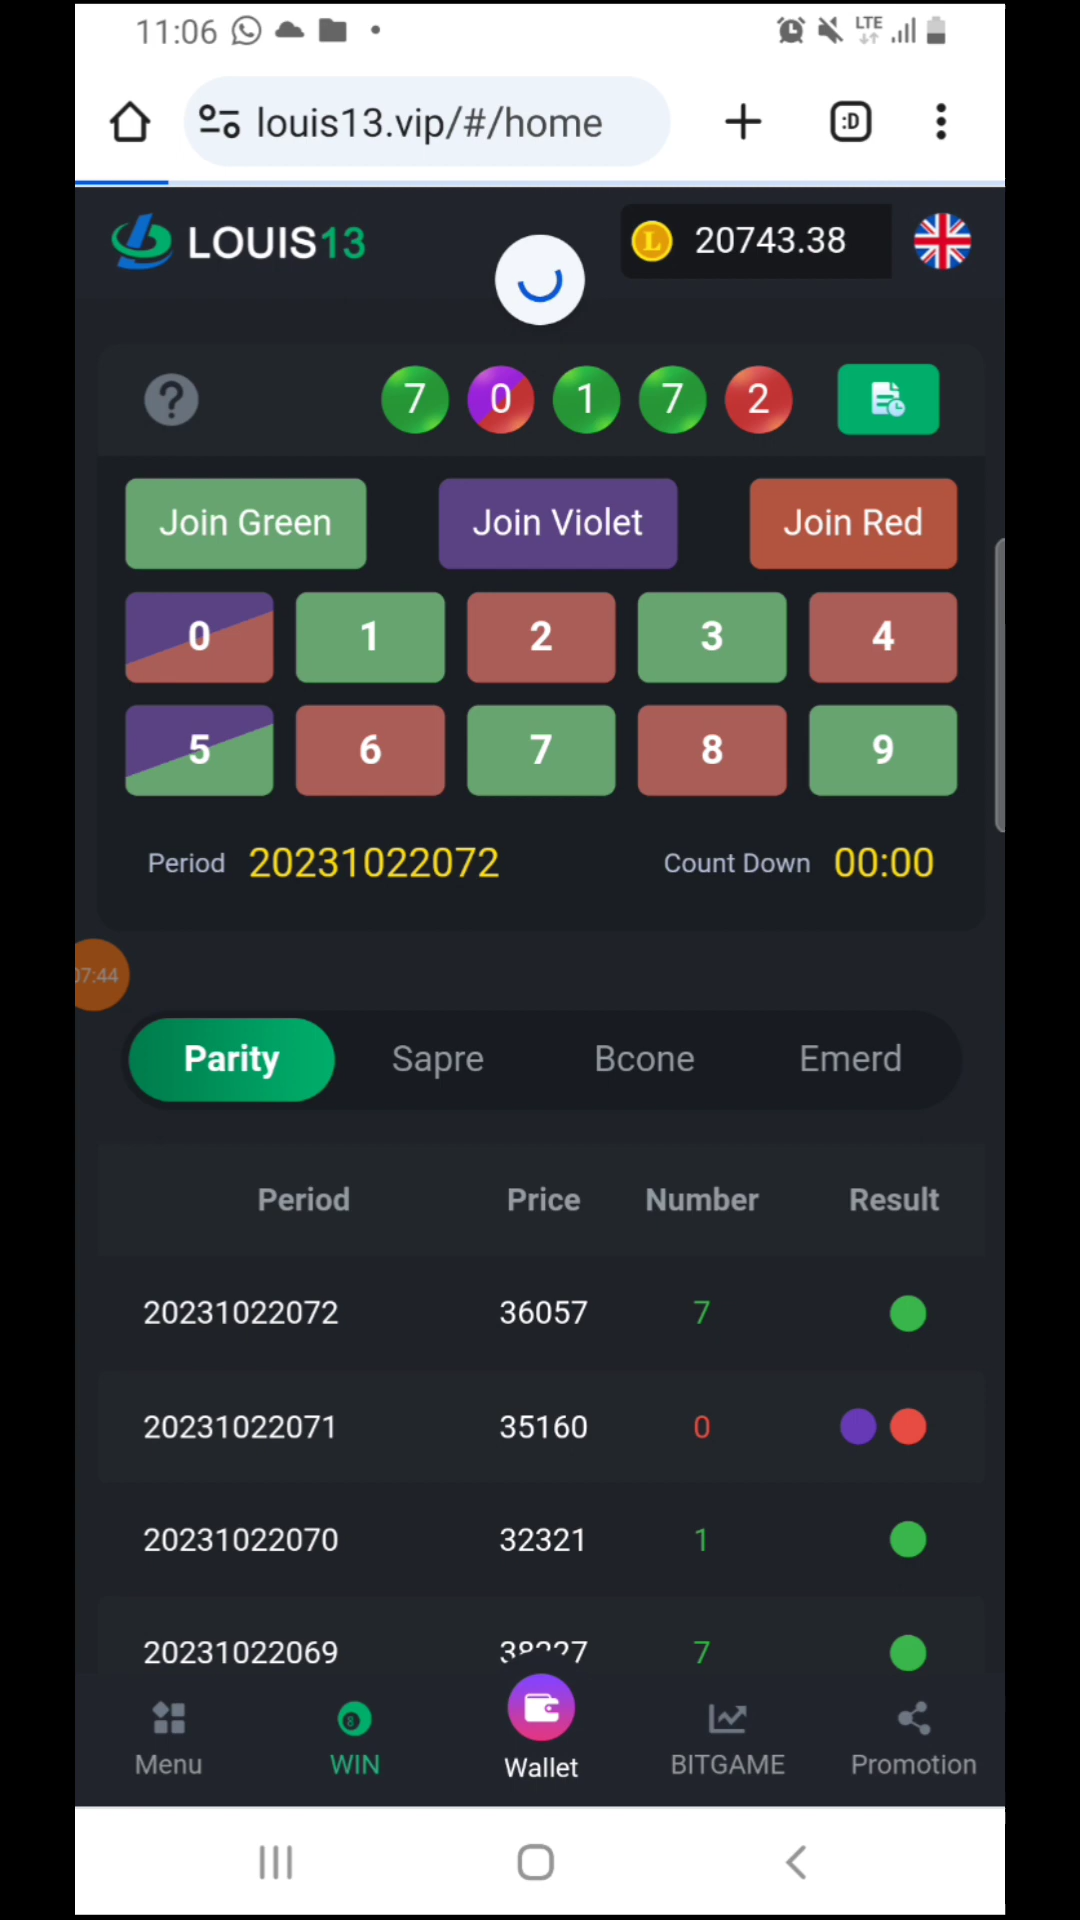 11:06 LTE
louis13.vip/#/home :D
LOUIS13 L 20743.38
? 7 0 1 7 2
Join Green Join Violet Join Red
0 1 2 3 4
5 6 7 8 9
Period 20231022072 Count Down 00:00
07:44
Parity Sapre Bcone Emerd
Period Price Number Result
20231022072 36057 7
20231022071 35160 0
20231022070 32321 1
20231022069 7
8
Menu WIN Wallet BITGAME Promotion